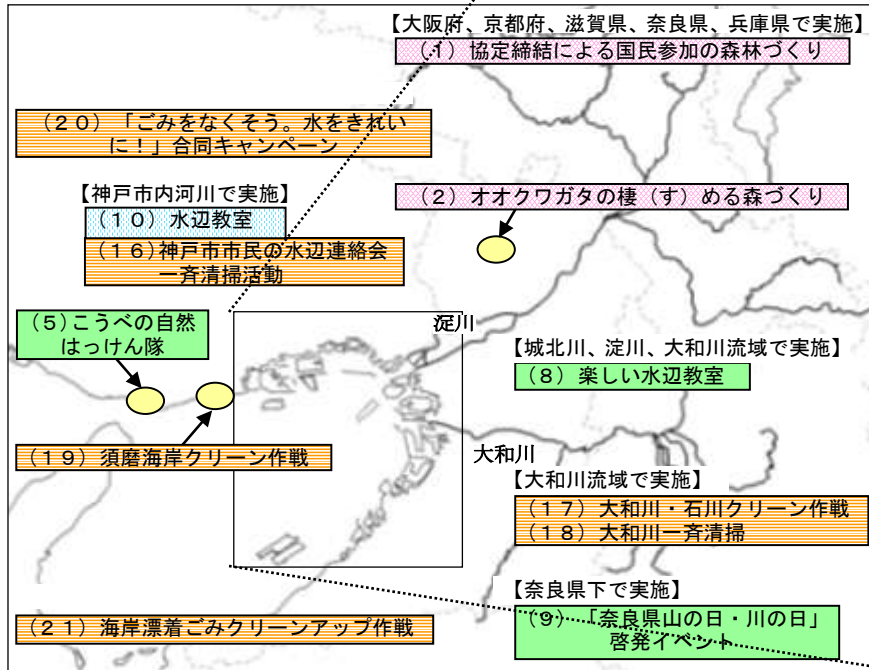 【大阪府、京都府、滋賀県、奈良県、兵庫県で実施】
（１）協定締結による国民参加の森林づくり
（２０）「ごみをなくそう。水をきれい
に！」合同キャンペーン
【神戸市内河川で実施】
（１０）水辺教室
（１６）神戸市市民の水辺連絡会
一斉清掃活動
（２）オオクワガタの棲（す）める森づくり
（５）こうべの自然
はっけん隊
淀川
【城北川、淀川、大和川流域で実施】
（８）楽しい水辺教室
（１９）須磨海岸クリーン作戦
大和川
【大和川流域で実施】
（１７）大和川・石川クリーン作戦
（１８）大和川一斉清掃
【奈良県下で実施】
（９）「奈良県山の日・川の日」
啓発イベント
（２１）海岸漂着ごみクリーンアップ作戦